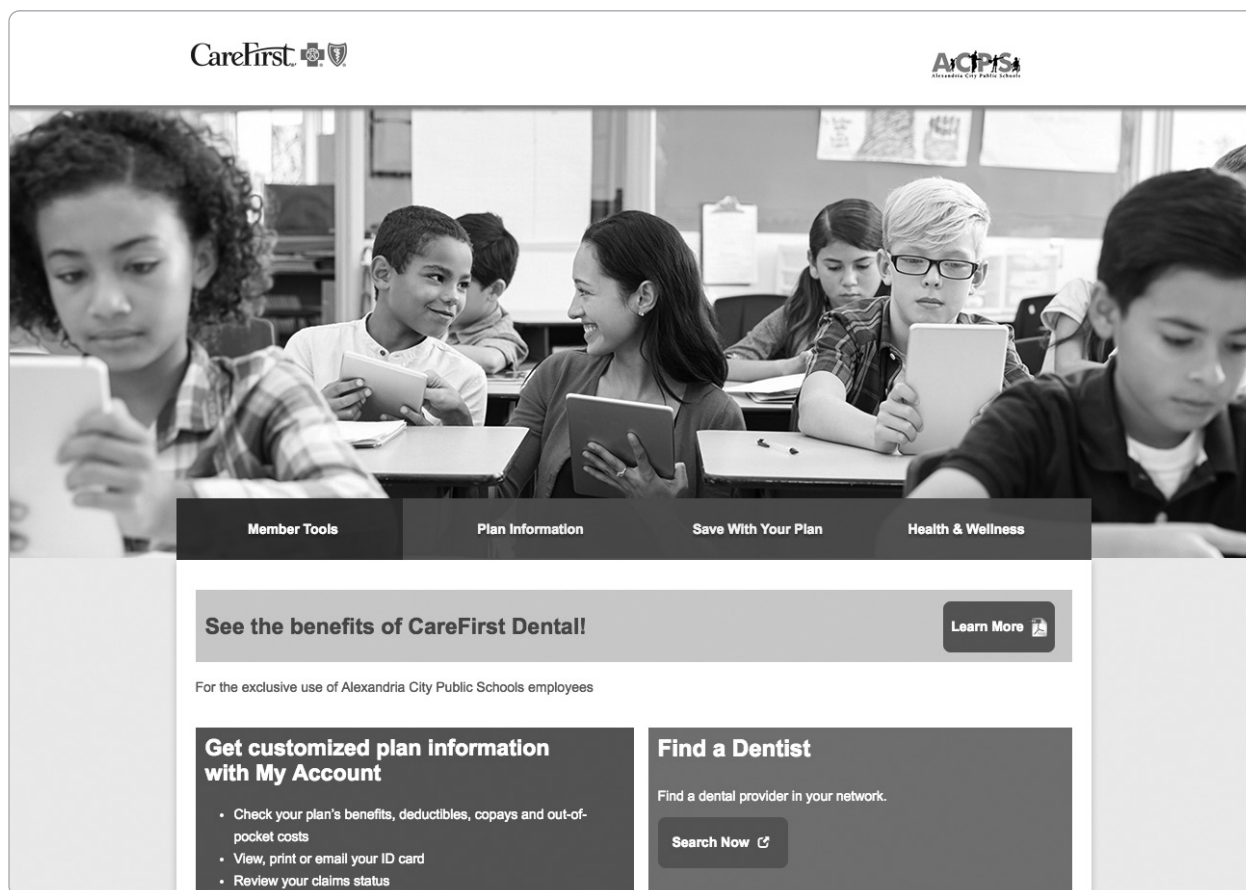 CareFirst
ACPS
Alexandria City Public Schools
Member Tools
Plan Information
Save With Your Plan
Health & Wellness
See the benefits of CareFirst Dental!
Learn More
For the exclusive use of Alexandria City Public Schools employees
Get customized plan information
with My Account
• Check your plan's benefits, deductibles, copays and out-of-
pocket costs
• View, print or email your ID card
• Review your claims status
Find a Dentist
Find a dental provider in your network.
Search Now